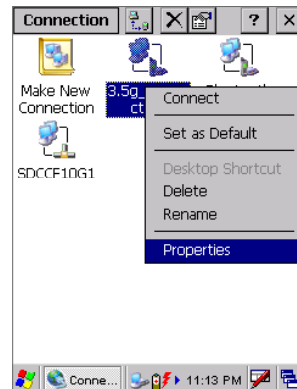 Connection
?
Make New
Connection
3.5g_
ct
SDCCF10G1
Connect
Set as Default
Desktop Shortcut
Delete
Rename
Properties
Conne...
11:13 PM